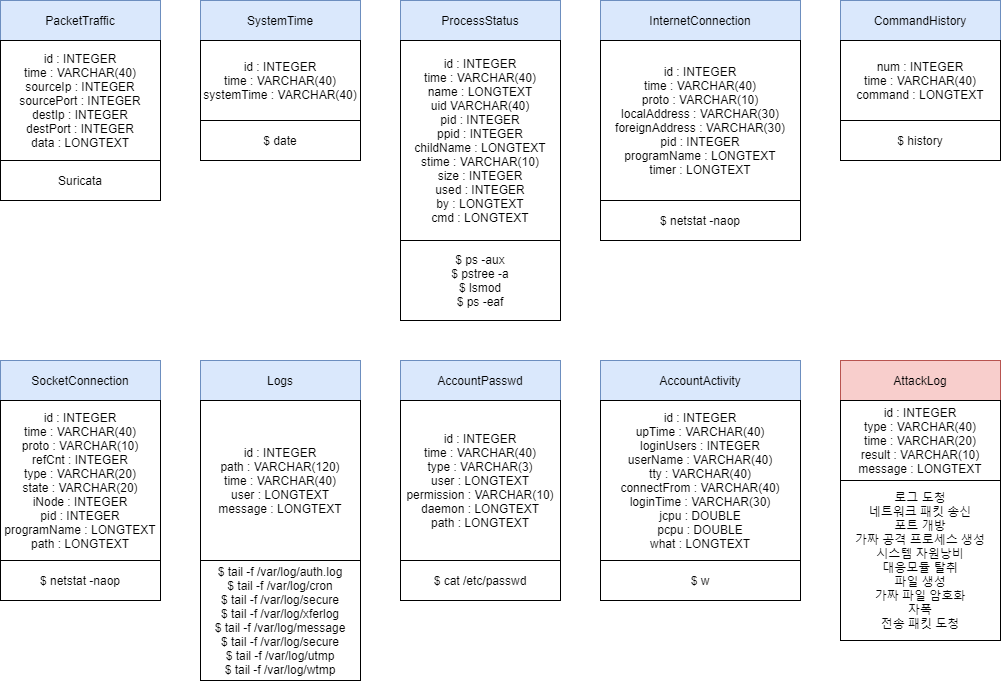 PacketTraffic
id : INTEGER
time : VARCHAR(40)
sourceIp : INTEGER
sourcePort : INTEGER
destIp : INTEGER
destPort : INTEGER
data : LONGTEXT
Suricata
SystemTime
id : INTEGER
time : VARCHAR(40)
systemTime : VARCHAR(40)
$ date
ProcessStatus
id : INTEGER
time : VARCHAR(40)
name : LONGTEXT
uid VARCHAR(40)
pid : INTEGER
ppid : INTEGER
childName : LONGTEXT
stime : VARCHAR(10)
size : INTEGER
used : INTEGER
by : LONGTEXT
cmd : LONGTEXT
$ ps -aux
$ pstree -a
$ lsmod
$ ps -eaf
InternetConnection
id : INTEGER
time : VARCHAR(40)
proto : VARCHAR(10)
localAddress : VARCHAR(30)
foreignAddress : VARCHAR(30)
pid : INTEGER
programName : LONGTEXT
timer : LONGTEXT
$ netstat -naop
CommandHistory
num : INTEGER
time : VARCHAR(40)
command : LONGTEXT
$ history
SocketConnection
id : INTEGER
time : VARCHAR(40)
proto : VARCHAR(10)
refCnt : INTEGER
type : VARCHAR(20)
state : VARCHAR(20)
iNode : INTEGER
pid : INTEGER
programName : LONGTEXT
path : LONGTEXT
$ netstat -naop
Logs
id : INTEGER
path : VARCHAR(120)
time : VARCHAR(40)
user : LONGTEXT
message : LONGTEXT
$ tail -f /var/log/auth.log
$ tail -f /var/log/cron
$ tail -f /var/log/secure
$ tail -f /var/log/xferlog
$ tail -f /var/log/message
$ tail -f /var/log/secure
$ tail -f /var/log/utmp
$ tail -f /var/log/wtmp
AccountPasswd
id : INTEGER
time : VARCHAR(40)
type : VARCHAR(3)
user : LONGTEXT
permission : VARCHAR(10)
daemon : LONGTEXT
path : LONGTEXT
$ cat /etc/passwd
AccountActivity
id : INTEGER
upTime : VARCHAR(40)
loginUsers : INTEGER
userName : VARCHAR(40)
tty : VARCHAR(40)
connectFrom : VARCHAR(40)
loginTime : VARCHAR(30)
jcpu : DOUBLE
pcpu : DOUBLE
what : LONGTEXT
$ w
AttackLog
id : INTEGER
type : VARCHAR(40)
time : VARCHAR(20)
result : VARCHAR(10)
message : LONGTEXT
로그 도청
네트워크 패킷 송신
포트 개방
가짜 공격 프로세스 생성
시스템 자원낭비
대응모듈 탈취
파일 생성
가짜 파일 암호화
자폭
전송 패킷 도청